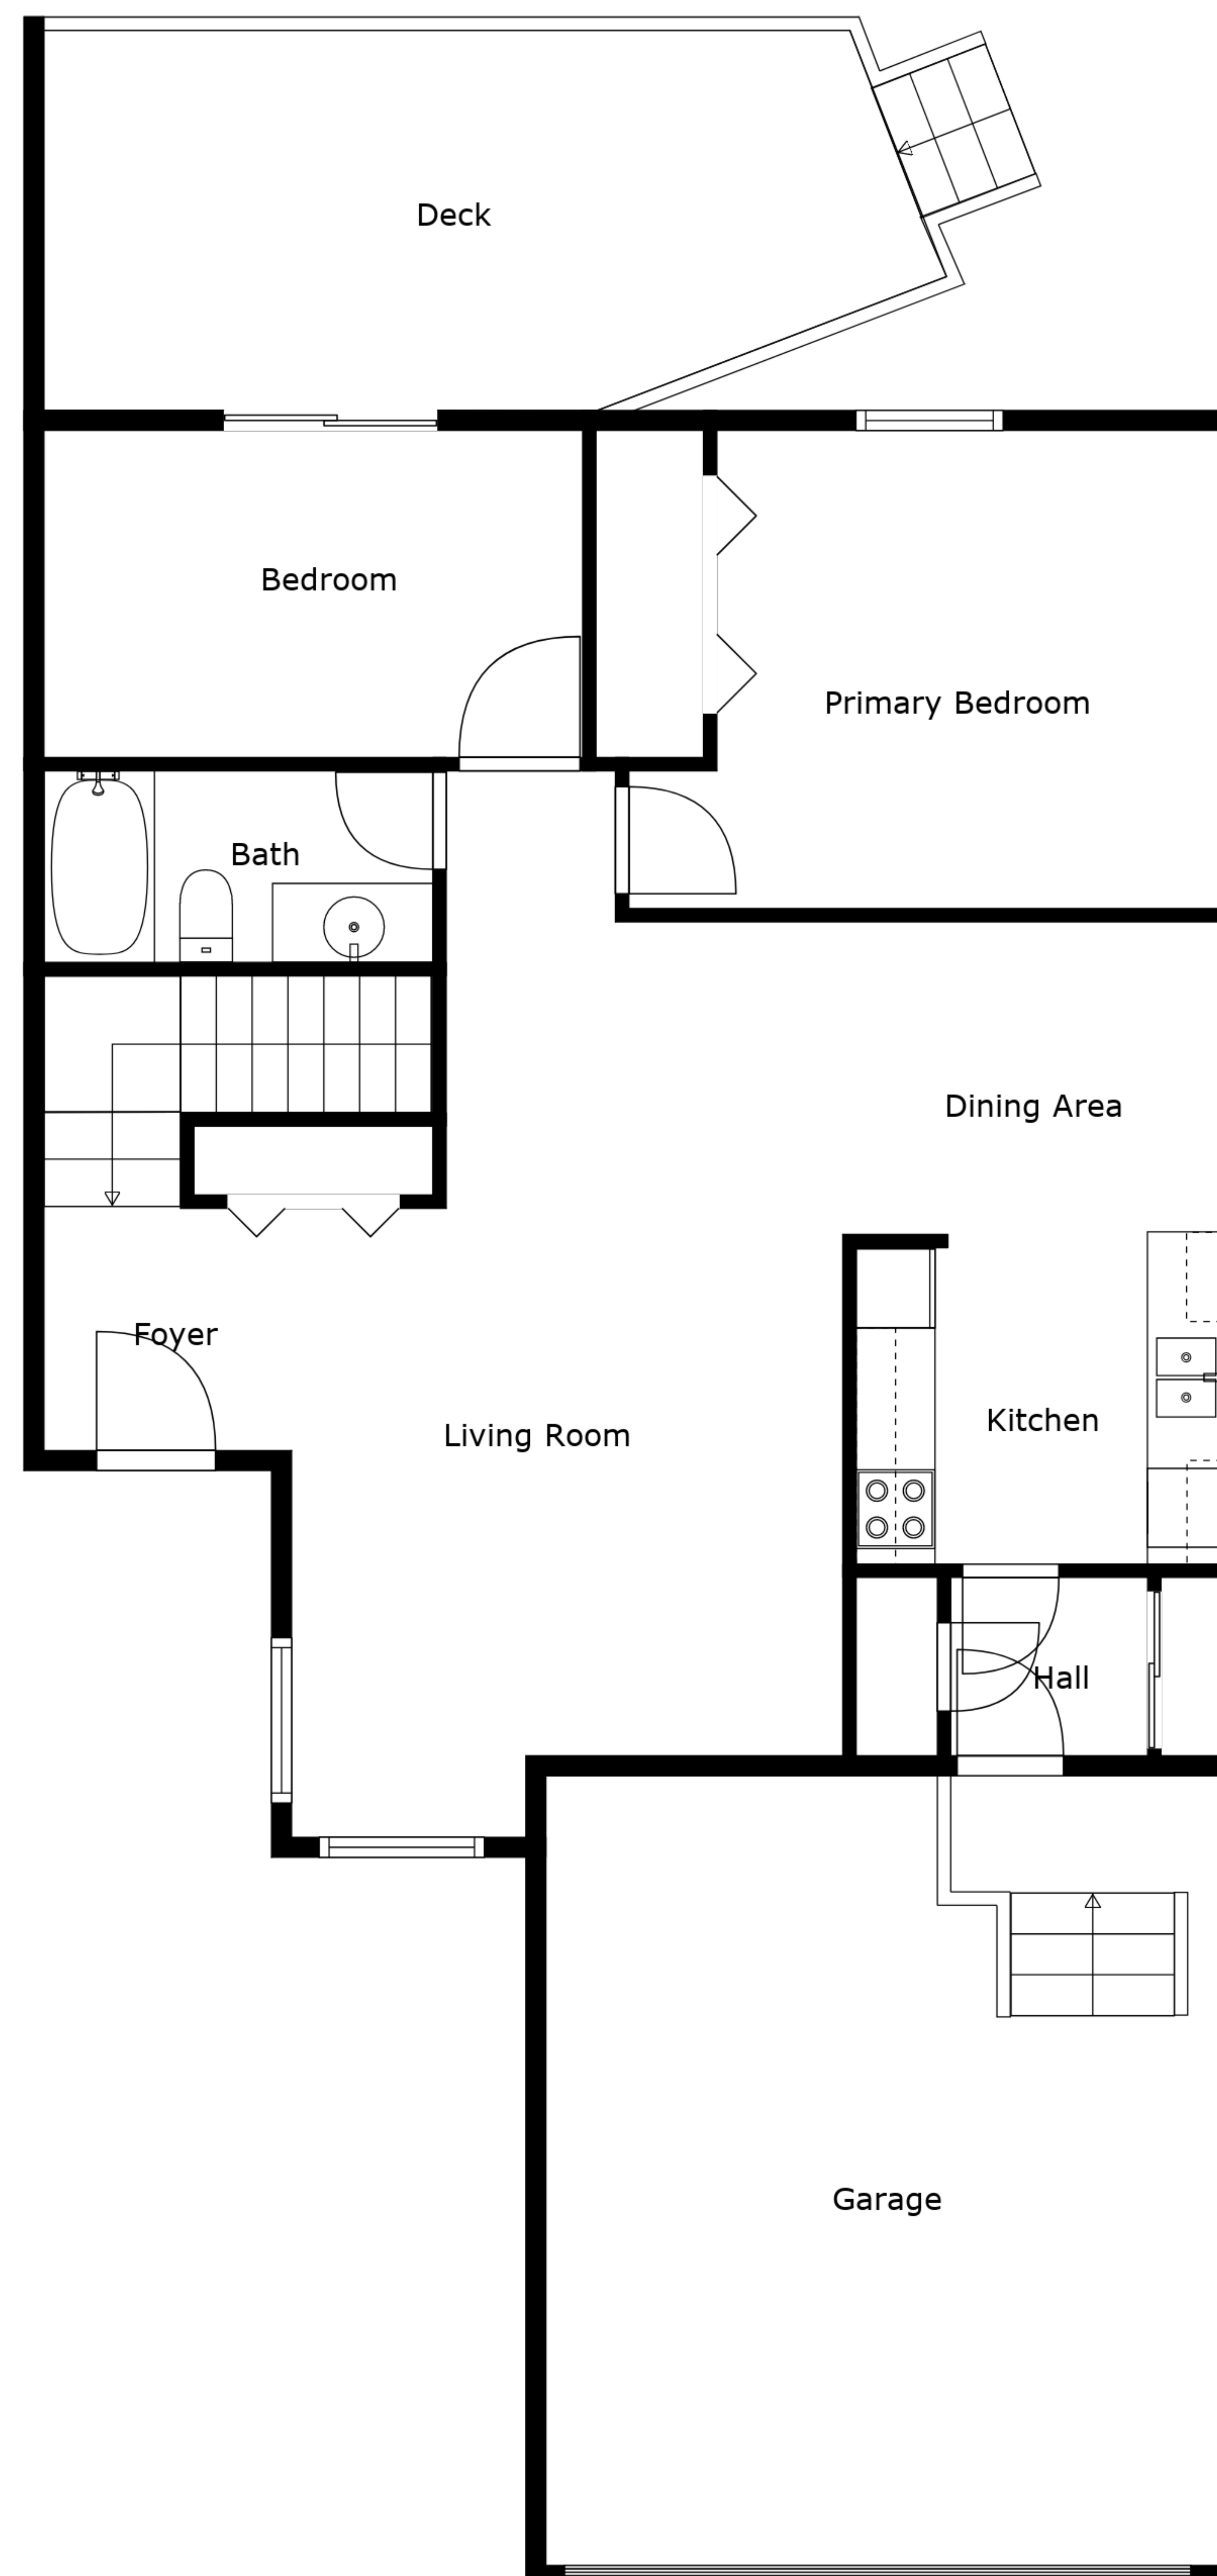 Deck
Bedroom
Primary Bedroom
Bath
Dining Area
Foyer
Kitchen
Living Room
Hall
Garage